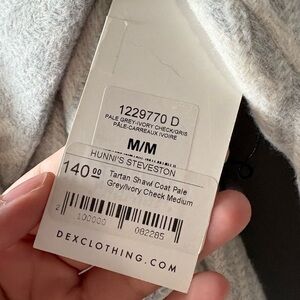 1229770 D
PALE GREY-IVORY CHECK/GRIS
PÂLE-CARREAUX IVOIRE
M/M
HUNNI'S STEVESTON
140.00
Tartan Shawl Coat Pale
Grey/Ivory Check Medium
2 100000 082285
DEXCLOTHING.COM